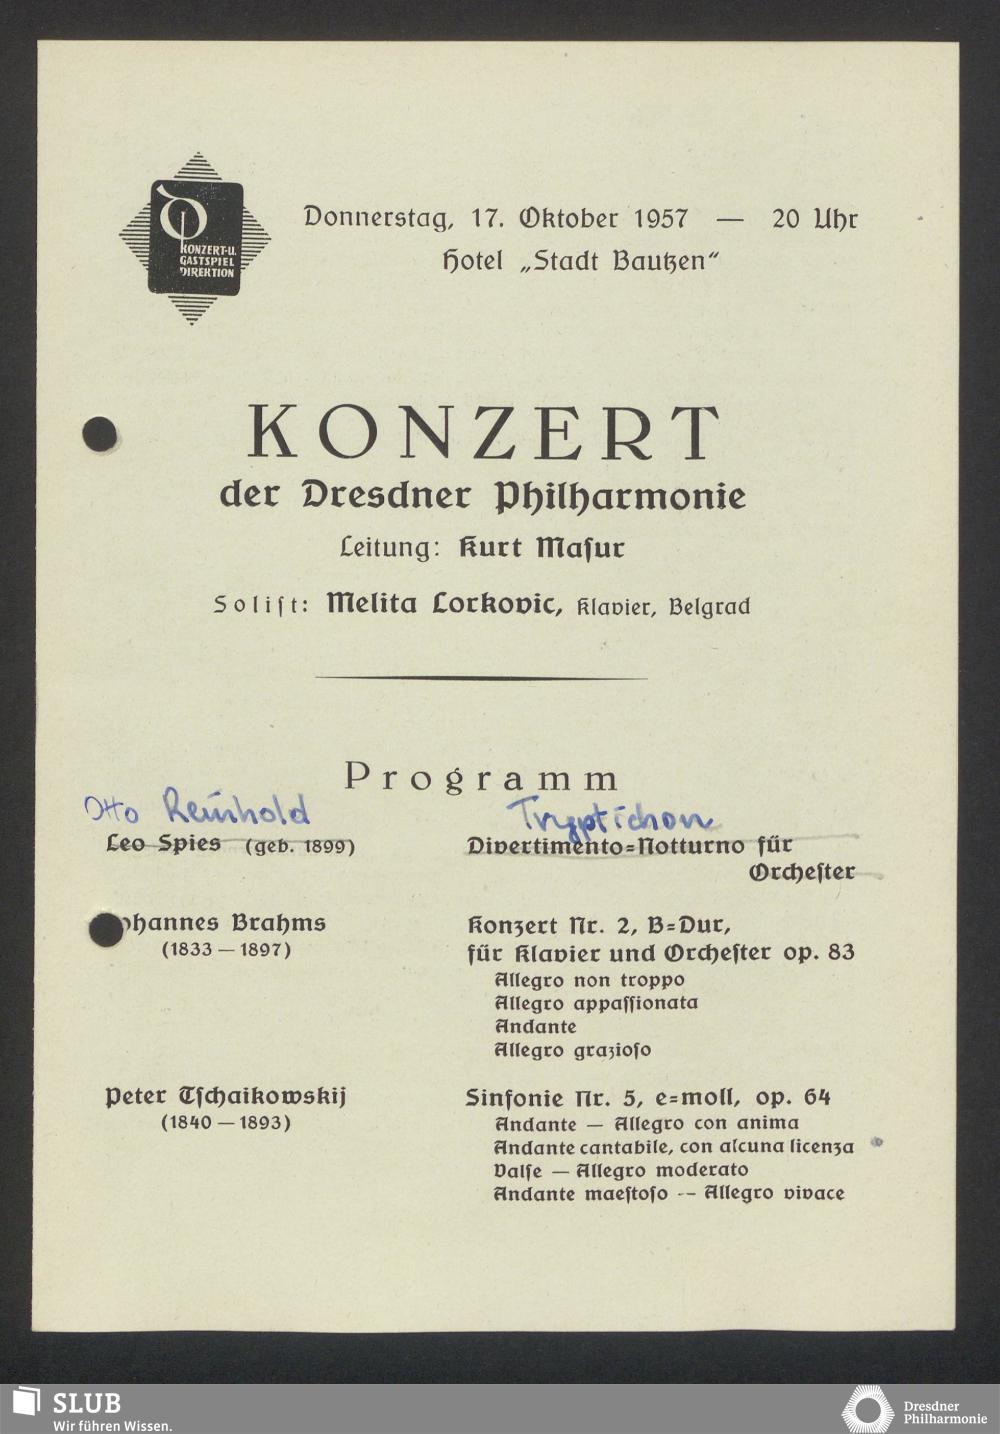 D
KONZERT-U.
GASTSPIEL
DIREKTION
Donnerstag, 17. Oktober 1957 — 20 Uhr
Hotel „Stadt Bautzen“
KONZERT
der Dresdner Philharmonie
Leitung: Kurt Maſur
Soliſt: Melita Lorkovic, Klavier, Belgrad
Programm
Otto Reinhold Tryptichon
Leo Spies (geb. 1899) Divertimento=Notturno für
Orcheſter
ohannes Brahms Konzert Nr. 2, B=Dur,
(1833 — 1897) für Klavier und Orcheſter op. 83
Allegro non troppo
Allegro appaſſionata
Andante
Allegro grazioſo
Peter Tſchaikowskij Sinfonie Nr. 5, e=moll, op. 64
(1840 — 1893) Andante — Allegro con anima
Andante cantabile, con alcuna licenza
Valſe — Allegro moderato
Andante maeſtoſo -- Allegro vivace
SLUB
Wir führen Wissen.
Dresdner
Philharmonie